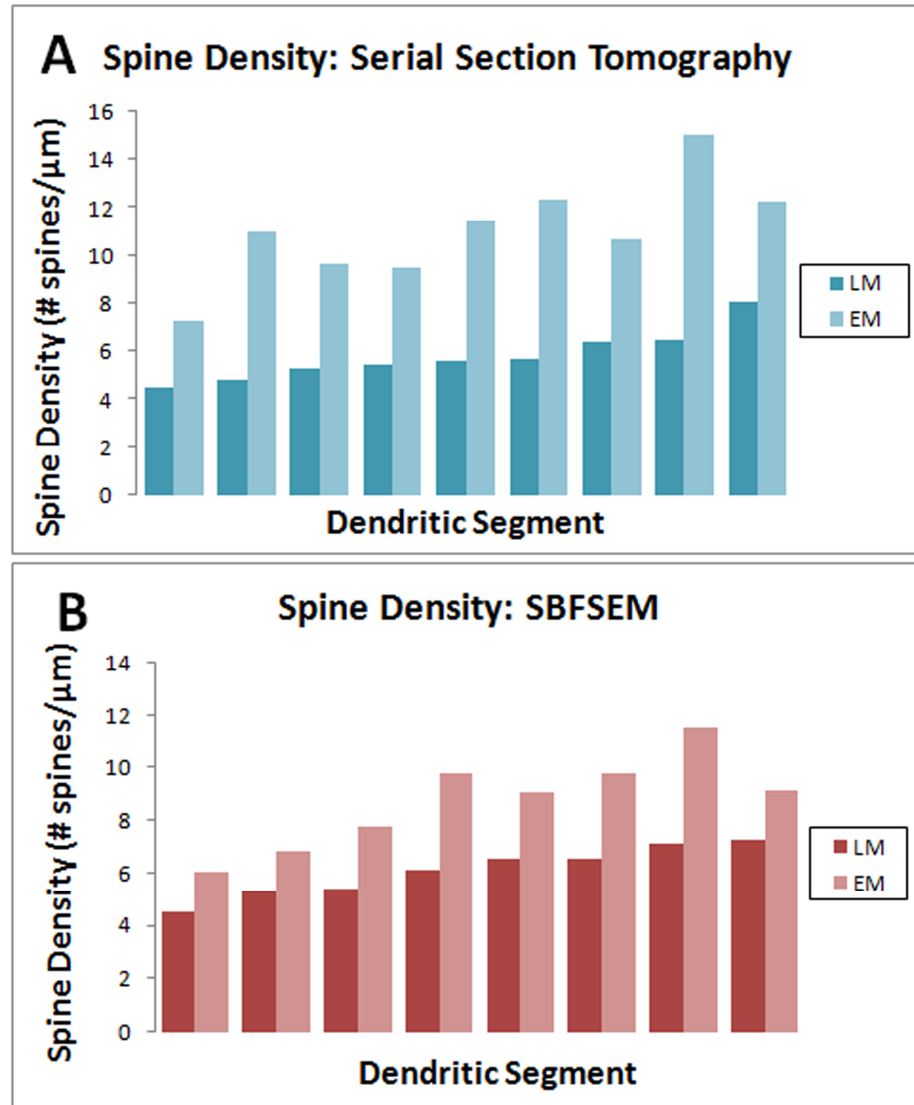 A Spine Density: Serial Section Tomography
Spine Density (# spines/μm)
16
14
12
10
8
6
4
2
0
LM
EM
Dendritic Segment
B Spine Density: SBFSEM
Spine Density (# spines/μm)
14
12
10
8
6
4
2
0
LM
EM
Dendritic Segment